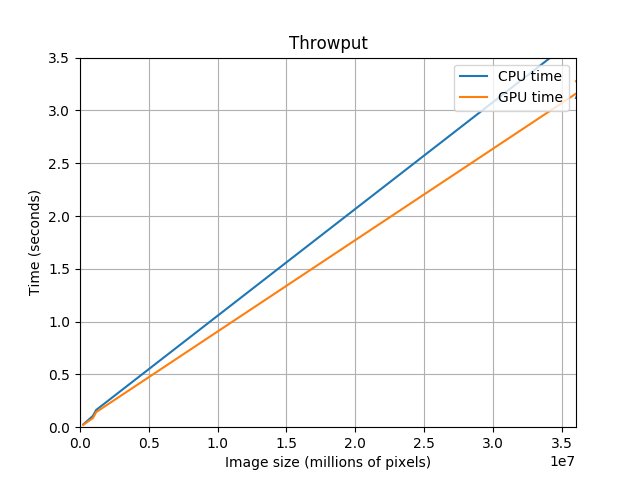 Throwput
CPU time
GPU time
3.5
3.0
2.5
2.0
1.5
1.0
0.5
0.0
Time (seconds)
0.0 0.5 1.0 1.5 2.0 2.5 3.0 3.5
1e7
Image size (millions of pixels)